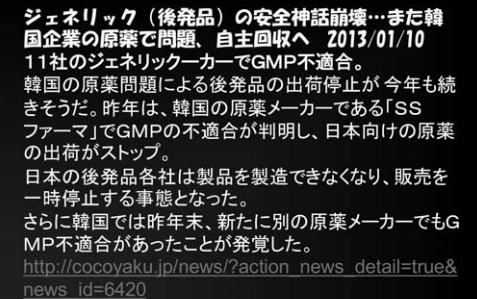 ジェネリック（後発品）の安全神話崩壊…また韓
国企業の原薬で問題、自主回収へ　2013/01/10
１１社のジェネリックーカーでＧＭＰ不適合。
韓国の原薬問題による後発品の出荷停止が 今年も続
きそうだ。昨年は、韓国の原薬メーカーである「ＳＳ
ファーマ」でＧＭＰの不適合が判明し、日本向けの原薬
の出荷がストップ。
日本の後発品各社は製品を製造できなくなり、販売を
一時停止する事態となった。
さらに韓国では昨年末、新たに別の原薬メーカーでもＧ
ＭＰ不適合があったことが発覚した。
http://cocoyaku.jp/news/?action_news_detail=true&
news_id=6420